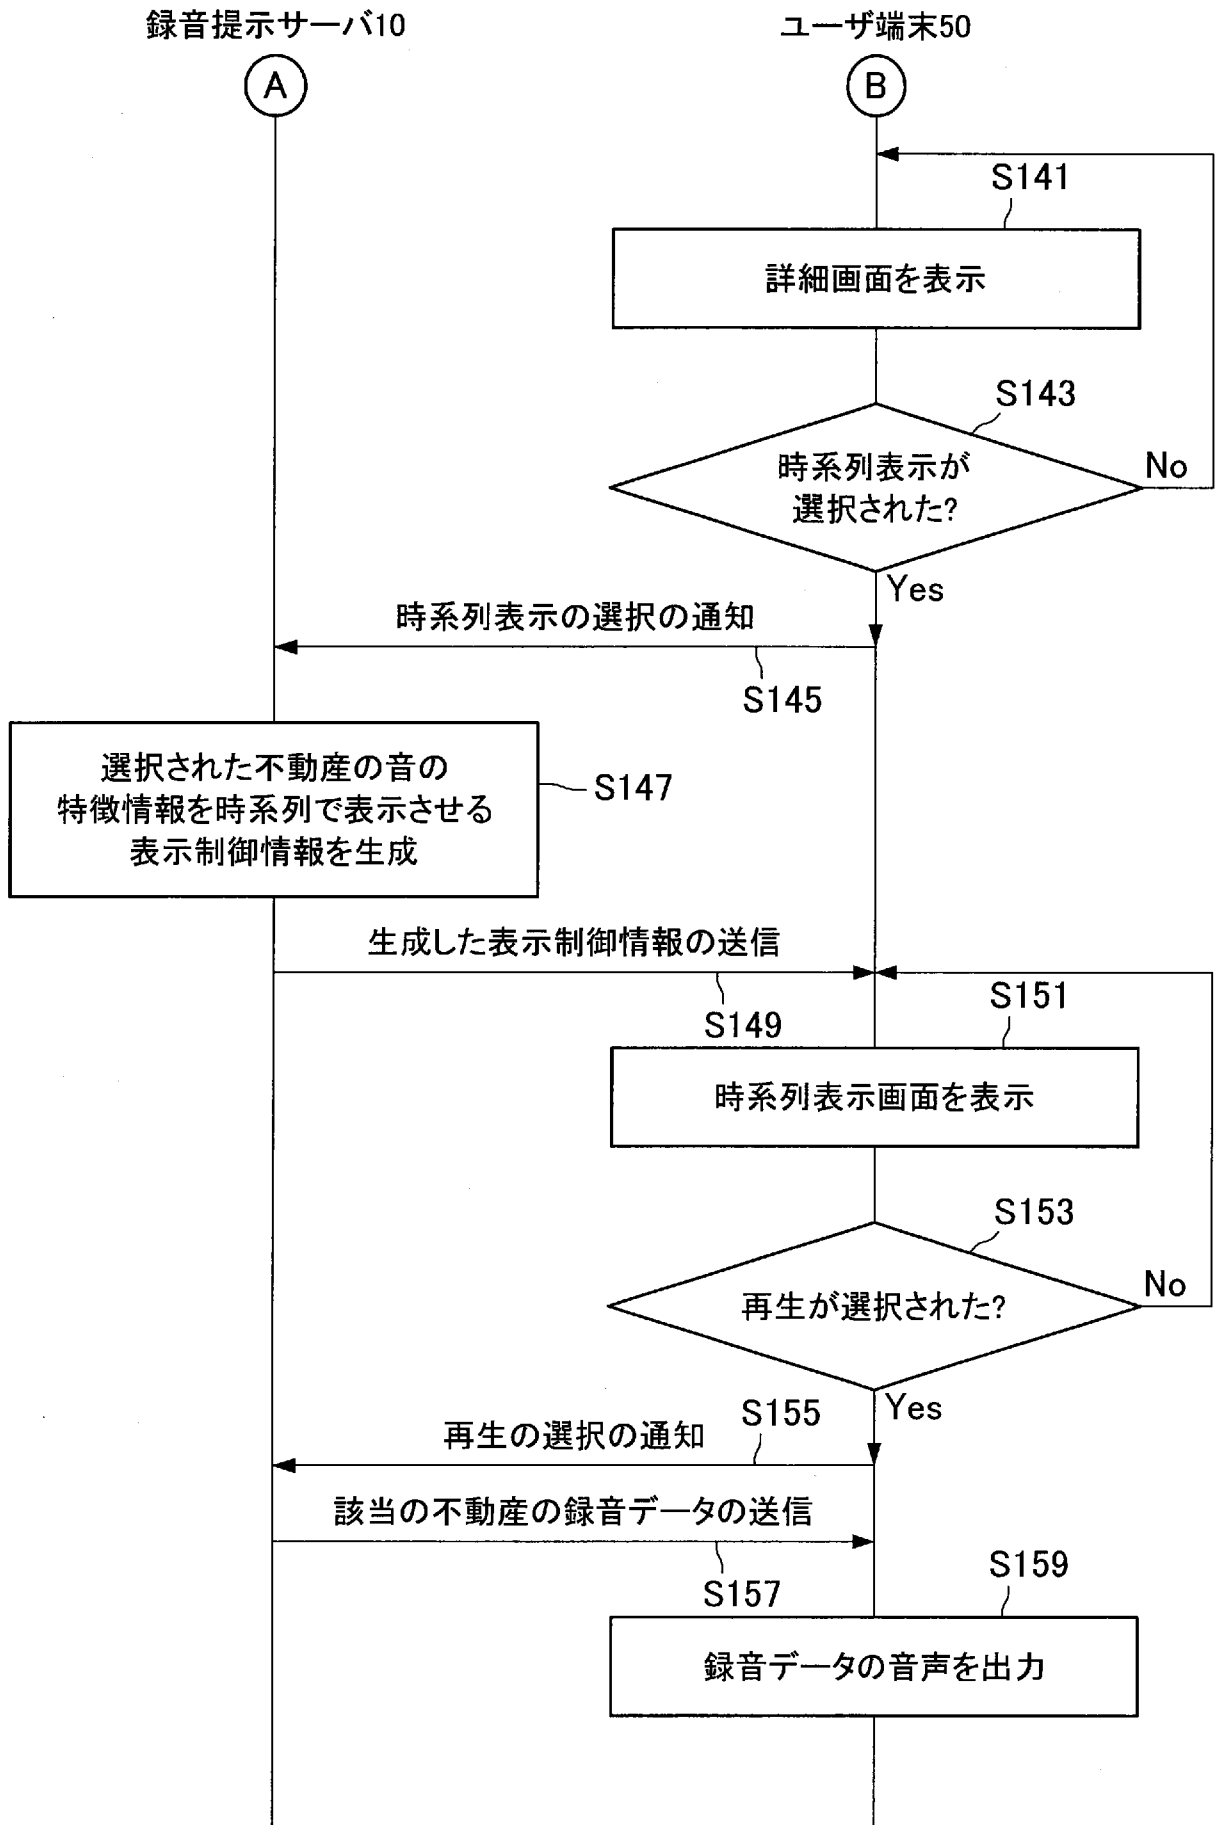 録音提示サーバ10
ユーザ端末50
A
B
S141
詳細画面を表示
S143
時系列表示が
選択された?
No
Yes
時系列表示の選択の通知
S145
選択された不動産の音の
特徴情報を時系列で表示させる
表示制御情報を生成
S147
生成した表示制御情報の送信
S149
S151
時系列表示画面を表示
S153
再生が選択された?
No
Yes
再生の選択の通知
S155
該当の不動産の録音データの送信
S157
S159
録音データの音声を出力